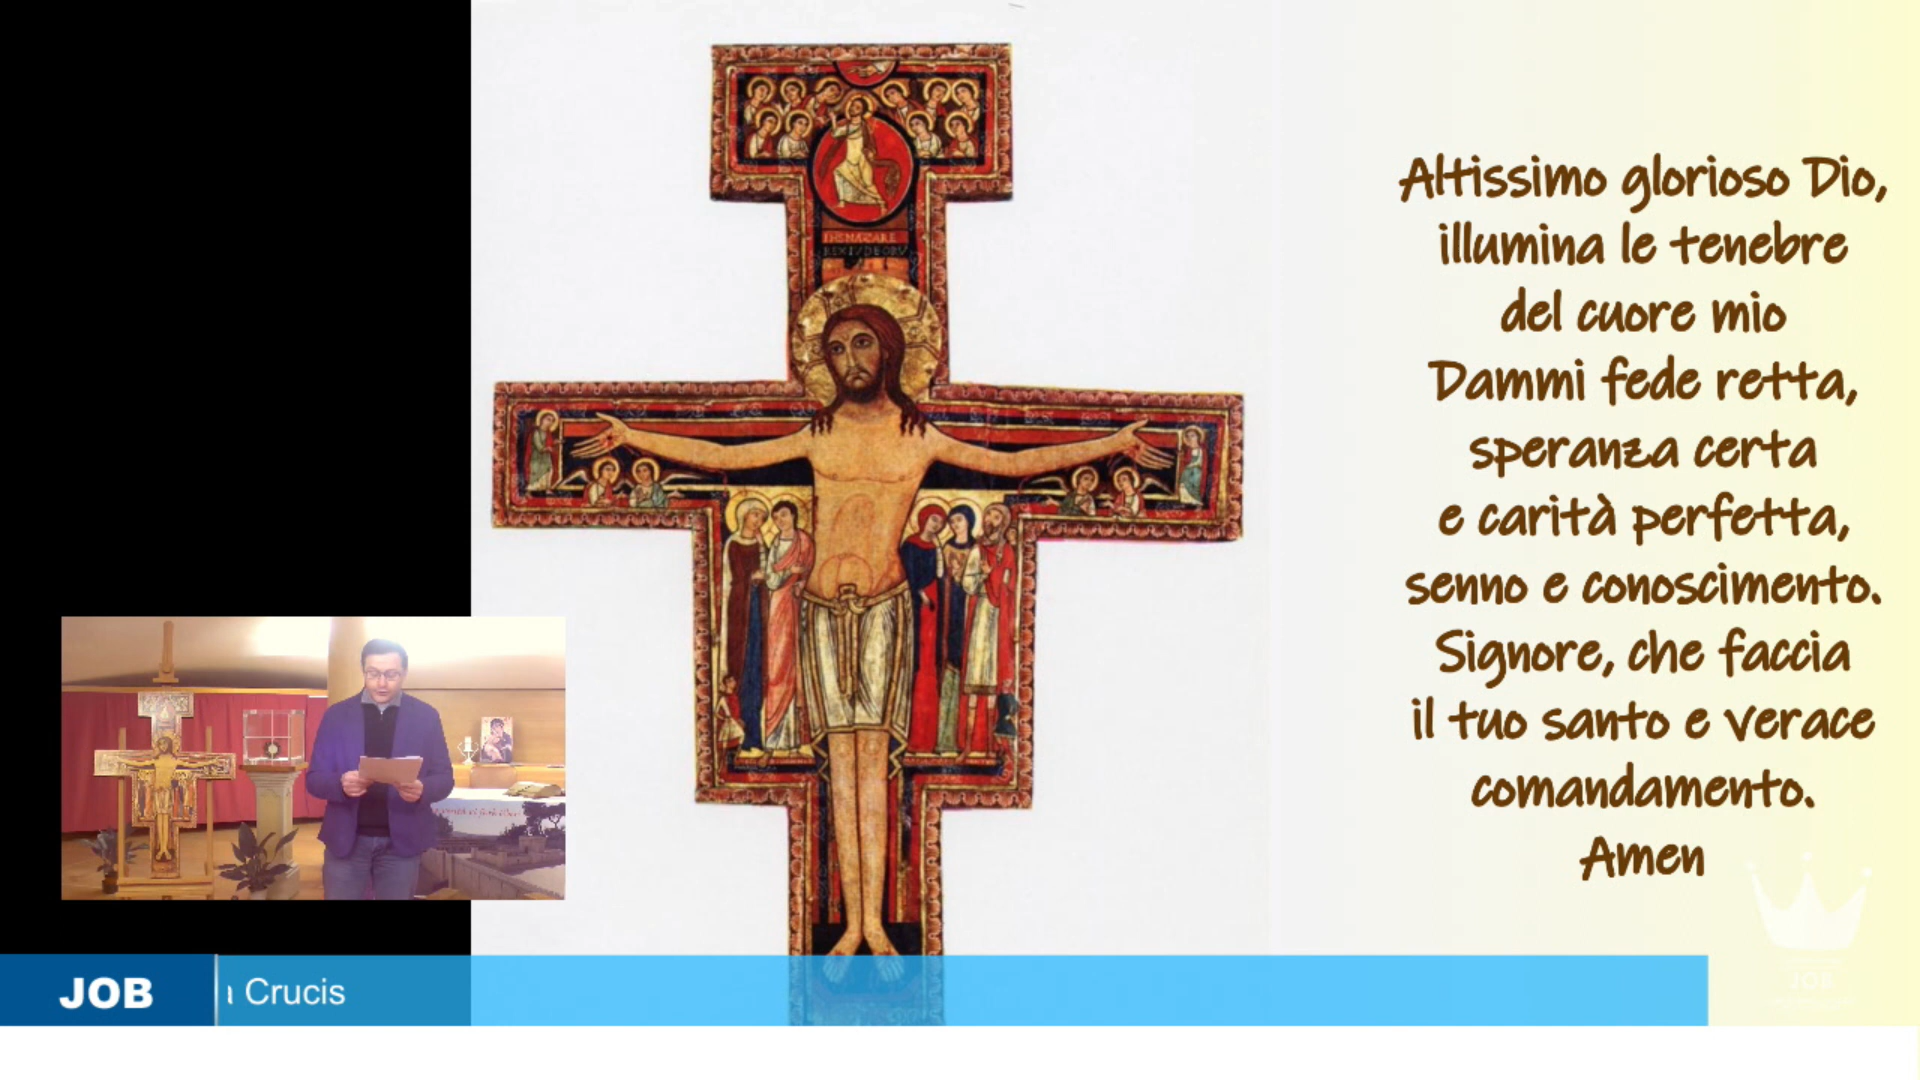 Altissimo glorioso Dio,
illumina le tenebre
del cuore mio
Dammi fede retta,
speranza certa
e carità perfetta,
senno e conoscimento.
Signore, che faccia
il tuo santo e verace
comandamento.
Amen
JOB
JOB
Crucis